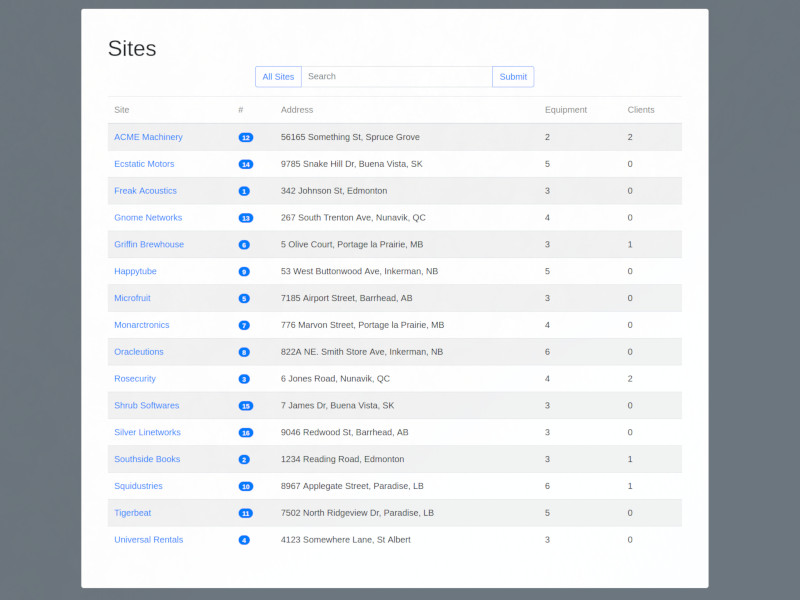 Sites
All Sites Search Submit
Site # Address Equipment Clients
ACME Machinery 12 56165 Something St, Spruce Grove 2 2
Ecstatic Motors 14 9785 Snake Hill Dr, Buena Vista, SK 5 0
Freak Acoustics 1 342 Johnson St, Edmonton 3 0
Gnome Networks 13 267 South Trenton Ave, Nunavik, QC 4 0
Griffin Brewhouse 6 5 Olive Court, Portage la Prairie, MB 3 1
Happytube 9 53 West Buttonwood Ave, Inkerman, NB 5 0
Microfruit 5 7185 Airport Street, Barrhead, AB 3 0
Monarctronics 7 776 Marvon Street, Portage la Prairie, MB 4 0
Oracleutions 8 822A NE. Smith Store Ave, Inkerman, NB 6 0
Rosecurity 3 6 Jones Road, Nunavik, QC 4 2
Shrub Softwares 15 7 James Dr, Buena Vista, SK 3 0
Silver Linetworks 16 9046 Redwood St, Barrhead, AB 3 0
Southside Books 2 1234 Reading Road, Edmonton 3 1
Squidustries 10 8967 Applegate Street, Paradise, LB 6 1
Tigerbeat 11 7502 North Ridgeview Dr, Paradise, LB 5 0
Universal Rentals 4 4123 Somewhere Lane, St Albert 3 0